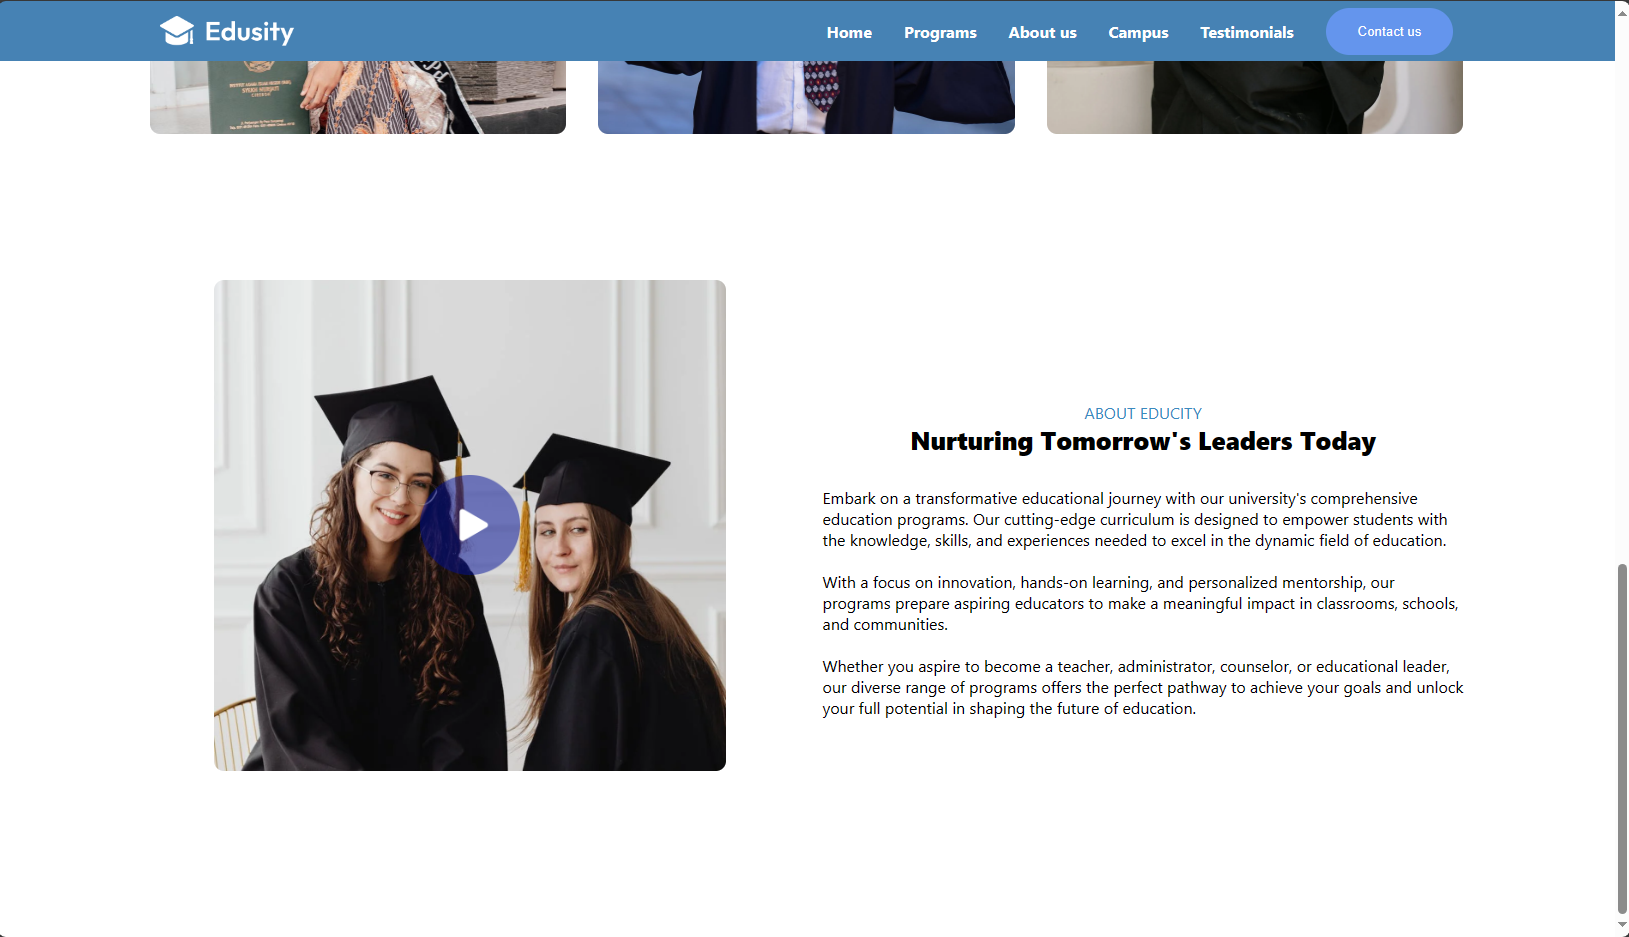 Edusity
Home Programs About us Campus Testimonials Contact us
ABOUT EDUCITY
Nurturing Tomorrow's Leaders Today
Embark on a transformative educational journey with our university's comprehensive
education programs. Our cutting-edge curriculum is designed to empower students with
the knowledge, skills, and experiences needed to excel in the dynamic field of education.
With a focus on innovation, hands-on learning, and personalized mentorship, our
programs prepare aspiring educators to make a meaningful impact in classrooms, schools,
and communities.
Whether you aspire to become a teacher, administrator, counselor, or educational leader,
our diverse range of programs offers the perfect pathway to achieve your goals and unlock
your full potential in shaping the future of education.